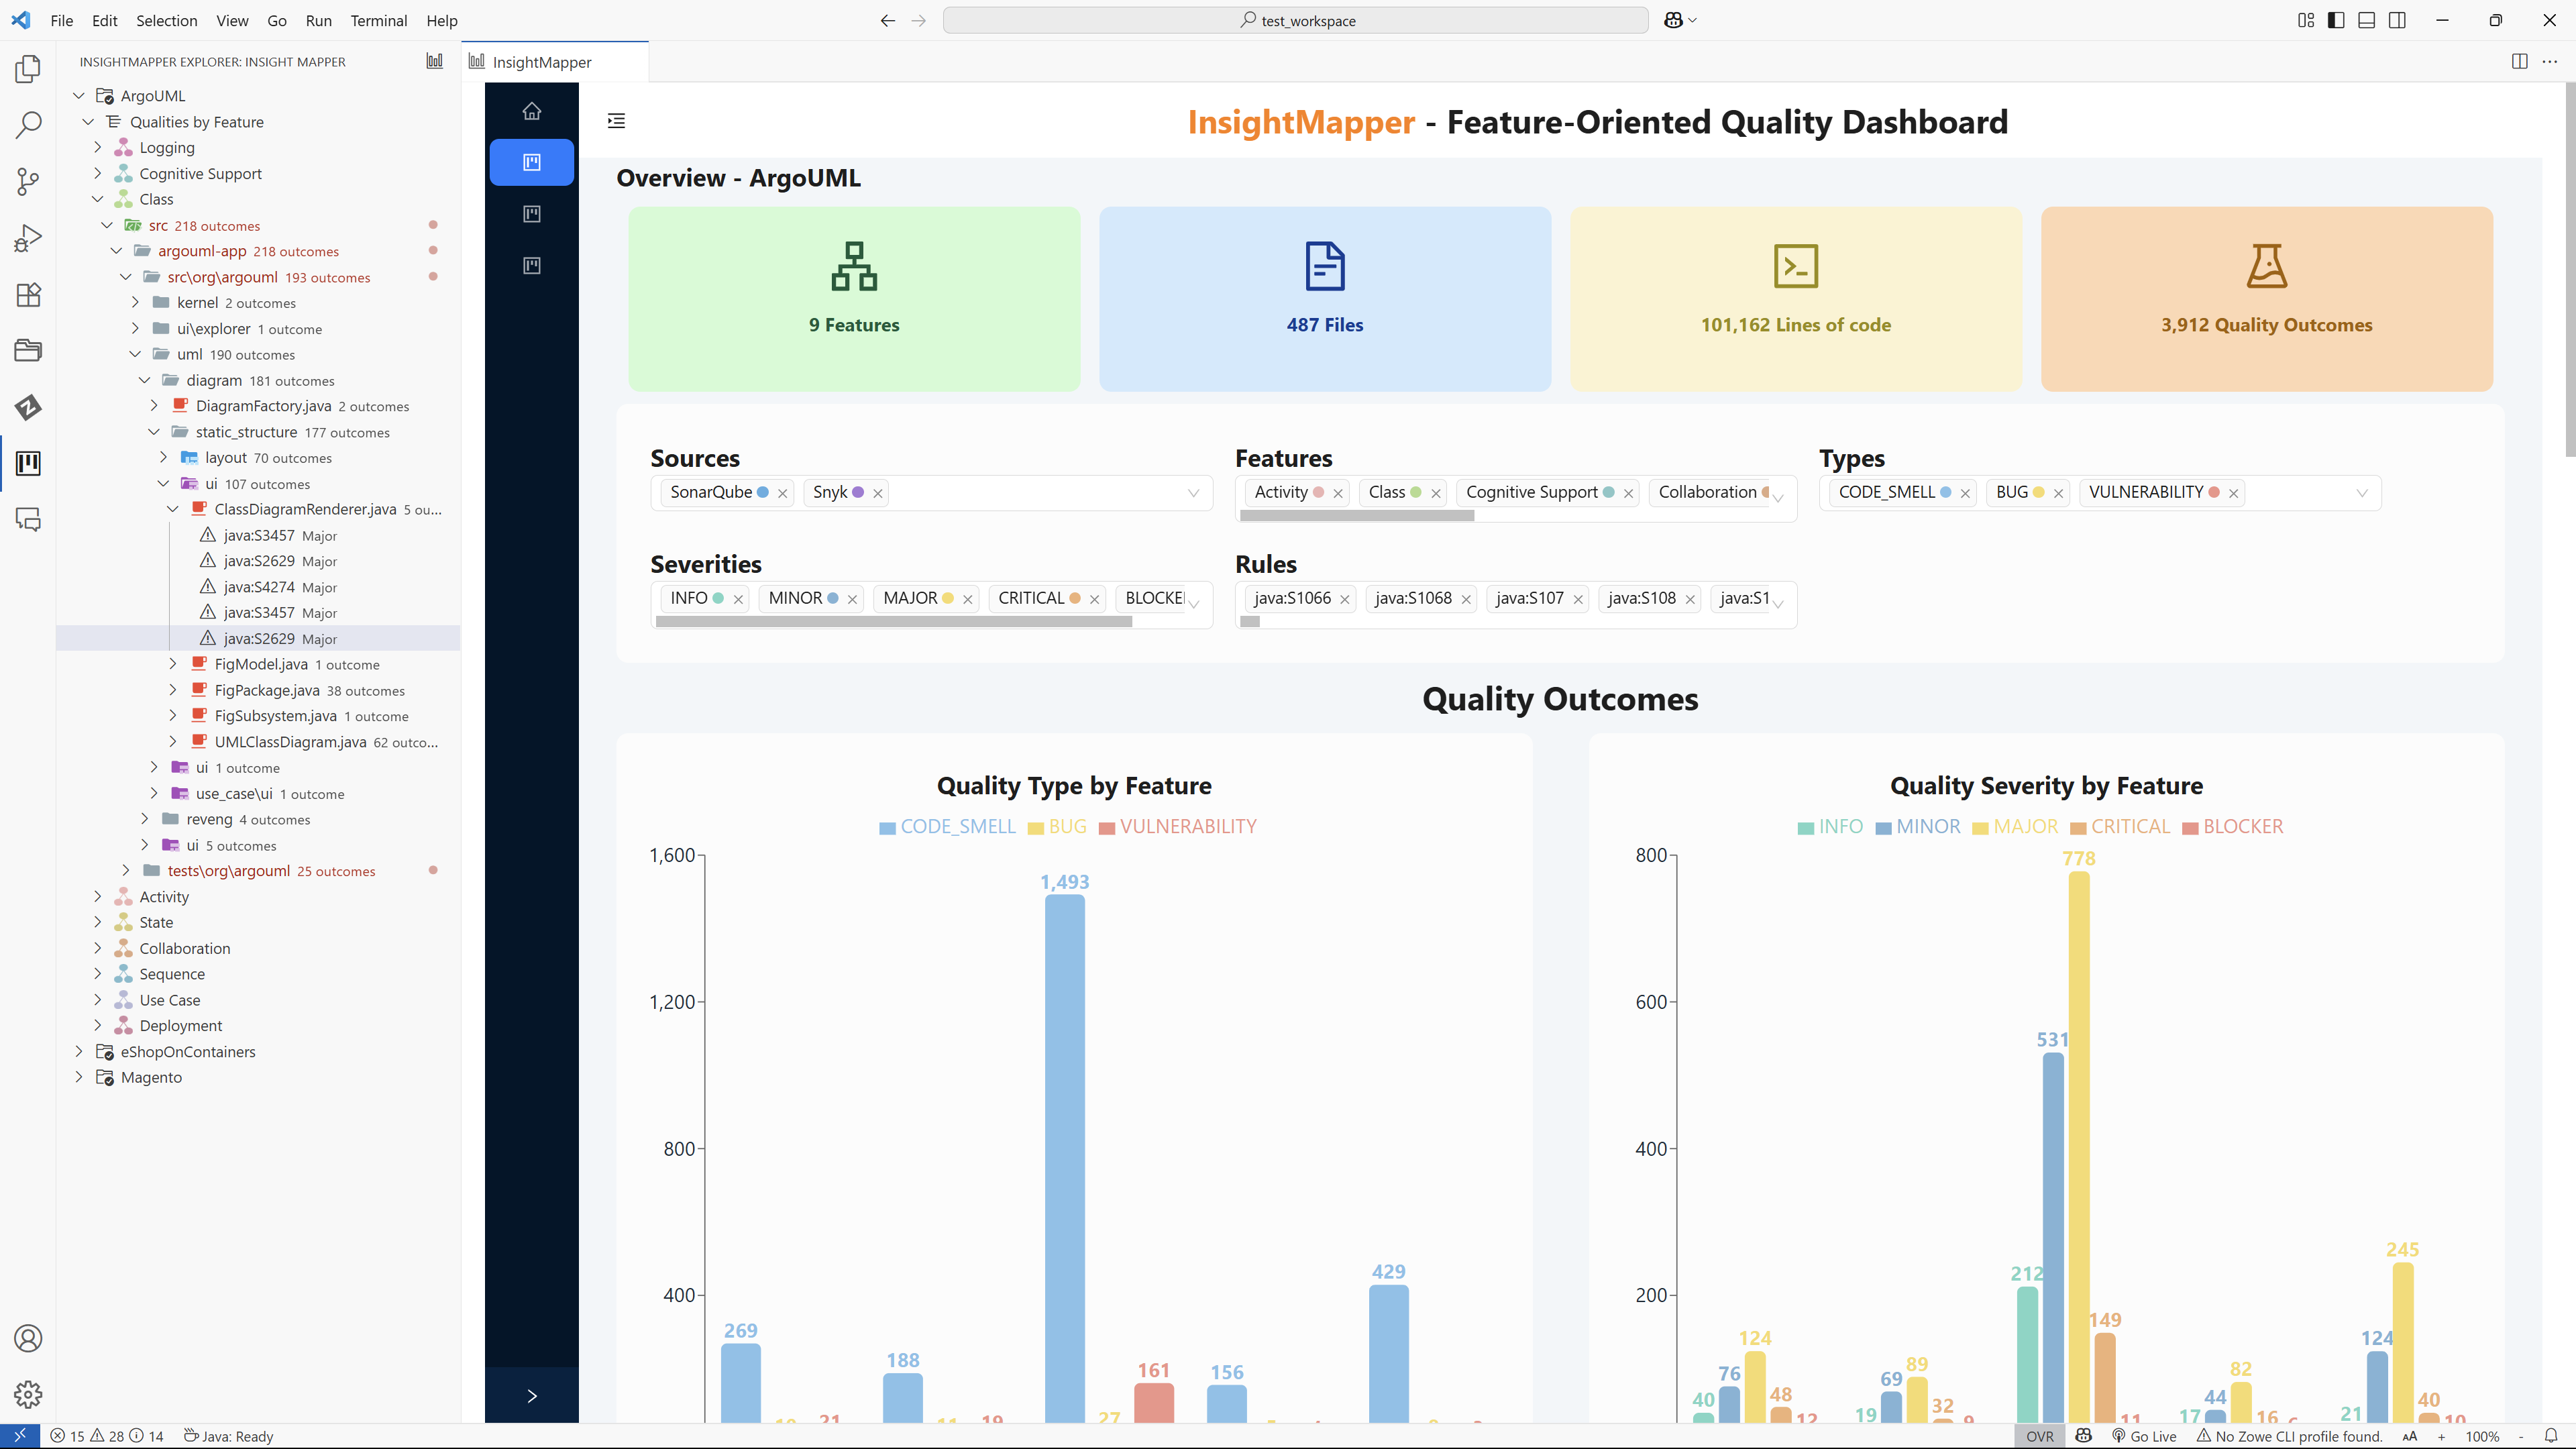 File Edit Selection View Go Run Terminal Help
test_workspace
INSIGHTMAPPER EXPLORER: INSIGHT MAPPER
InsightMapper
ArgoUML
Qualities by Feature
Logging
Cognitive Support
Class
src 218 outcomes
argouml-app 218 outcomes
src\org\argouml 193 outcomes
kernel 2 outcomes
ui\explorer 1 outcome
uml 190 outcomes
diagram 181 outcomes
DiagramFactory.java 2 outcomes
static_structure 177 outcomes
layout 70 outcomes
ui 107 outcomes
ClassDiagramRenderer.java 5 ou...
java:S3457 Major
java:S2629 Major
java:S4274 Major
java:S3457 Major
java:S2629 Major
FigModel.java 1 outcome
FigPackage.java 38 outcomes
FigSubsystem.java 1 outcome
UMLClassDiagram.java 62 outco...
ui 1 outcome
use_case\ui 1 outcome
reveng 4 outcomes
ui 5 outcomes
tests\org\argouml 25 outcomes
Activity
State
Collaboration
Sequence
Use Case
Deployment
eShopOnContainers
Magento
InsightMapper - Feature-Oriented Quality Dashboard
Overview - ArgoUML
9 Features
487 Files
101,162 Lines of code
3,912 Quality Outcomes
Sources
SonarQube Snyk
Features
Activity Class Cognitive Support Collaboration
Types
CODE_SMELL BUG VULNERABILITY
Severities
INFO MINOR MAJOR CRITICAL
Rules
java:S1066 java:S1068 java:S107 java:S108 java:S1
Quality Outcomes
Quality Type by Feature
CODE_SMELL BUG VULNERABILITY
1,600
1,200
800
400
1,493
429
269
188
161
156
27
Quality Severity by Feature
INFO MINOR MAJOR CRITICAL BLOCKER
800
600
400
200
778
531
245
212
149
124
124
89
82
76
69
48
44
40
40
32
21
19
17
15 28 14 Java: Ready
OVR Go Live No Zowe CLI profile found. AA + 100% -